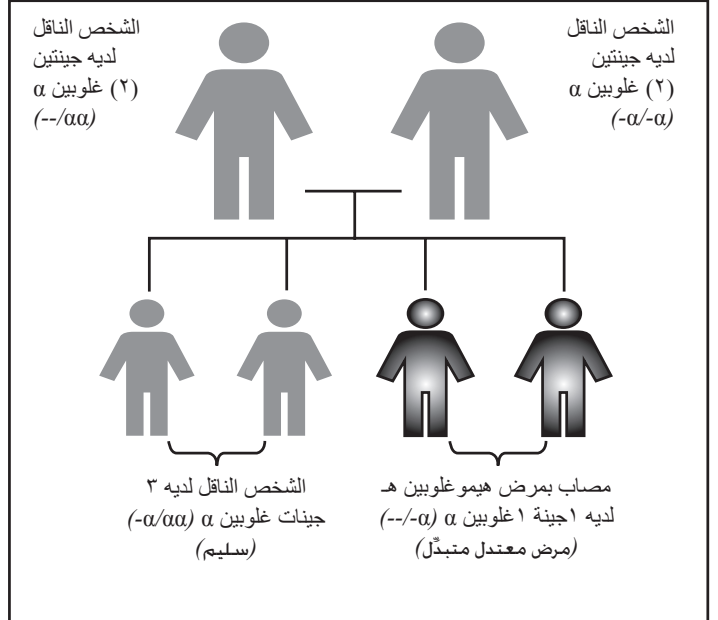 الشخص الناقل
لديه جينتين
(٢) غلوبين α
(-α/-α)
الشخص الناقل
لديه جينتين
(٢) غلوبين α
(--/αα)
مصاب بمرض هيموغلوبين هـ
لديه ١جينة ١غلوبين α (-α/--)
(مرض معتدل متبدِّل)
الشخص الناقل لديه ٣
جينات غلوبين α (-α/αα)
(سليم)